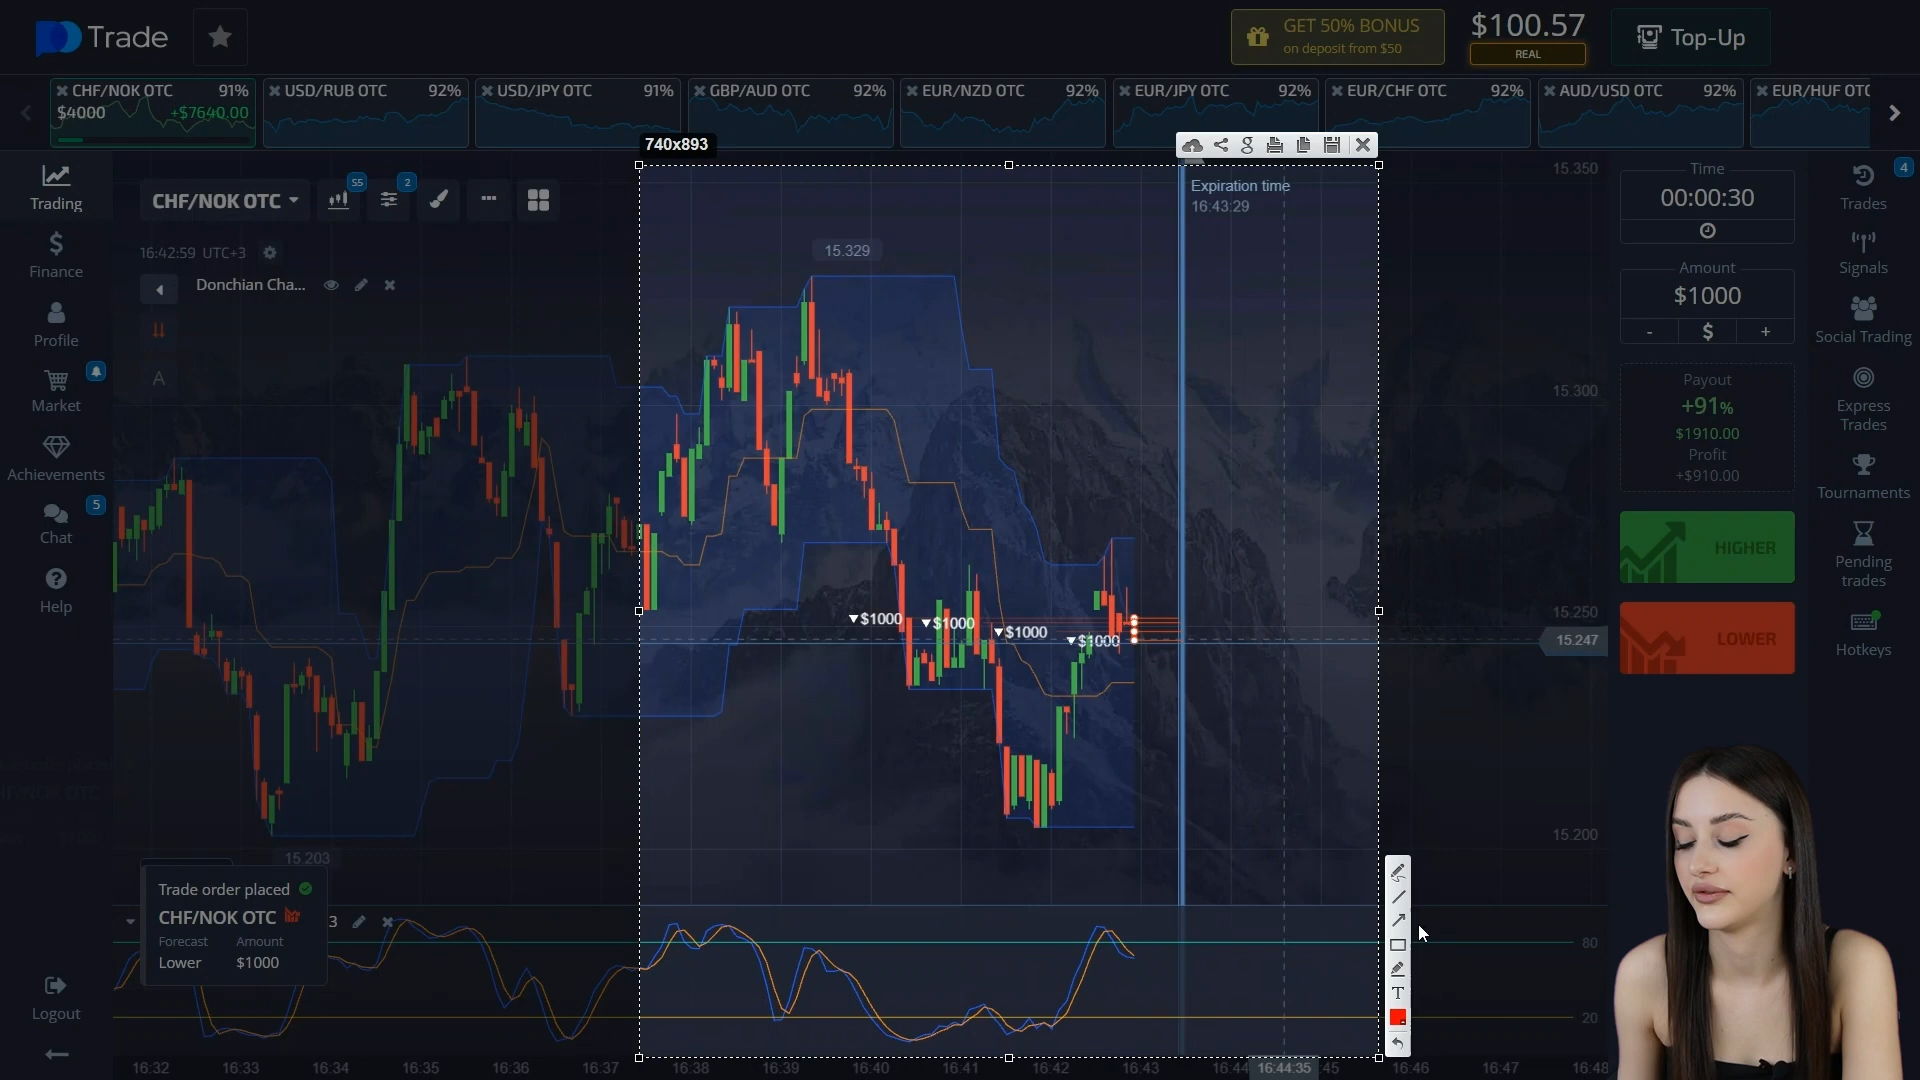 Trade
GET 50% BONUS
on deposit from $50
$100.57
REAL
Top-Up
CHF/NOK OTC 91%
$4000 +$7640.00
USD/RUB OTC 92%
USD/JPY OTC 91%
GBP/AUD OTC 92%
EUR/NZD OTC 92%
EUR/JPY OTC 92%
EUR/CHF OTC 92%
AUD/USD OTC 92%
EUR/HUF OTC
740x893
Trading
Finance
Profile
Market
Achievements
Chat
5
Help
Logout
CHF/NOK OTC
55
2
16:42:59 UTC+3
Donchian Cha...
A
Expiration time
16:43:29
15.329
$1000
$1000
$1000
$1000
15.203
15.350
15.300
15.250
15.247
15.200
Trade order placed
CHF/NOK OTC
Forecast Amount
Lower $1000
3
80
20
T
16:32 16:33 16:34 16:35 16:36 16:37 16:38 16:39 16:40 16:41 16:42 16:43 16:44 16:44:35 :45 16:46 16:47 16:48
Time
00:00:30
Amount
$1000
- $ +
Payout
+91%
$1910.00
Profit
+$910.00
HIGHER
LOWER
4
Trades
Signals
Social Trading
Express
Trades
Tournaments
Pending
trades
Hotkeys